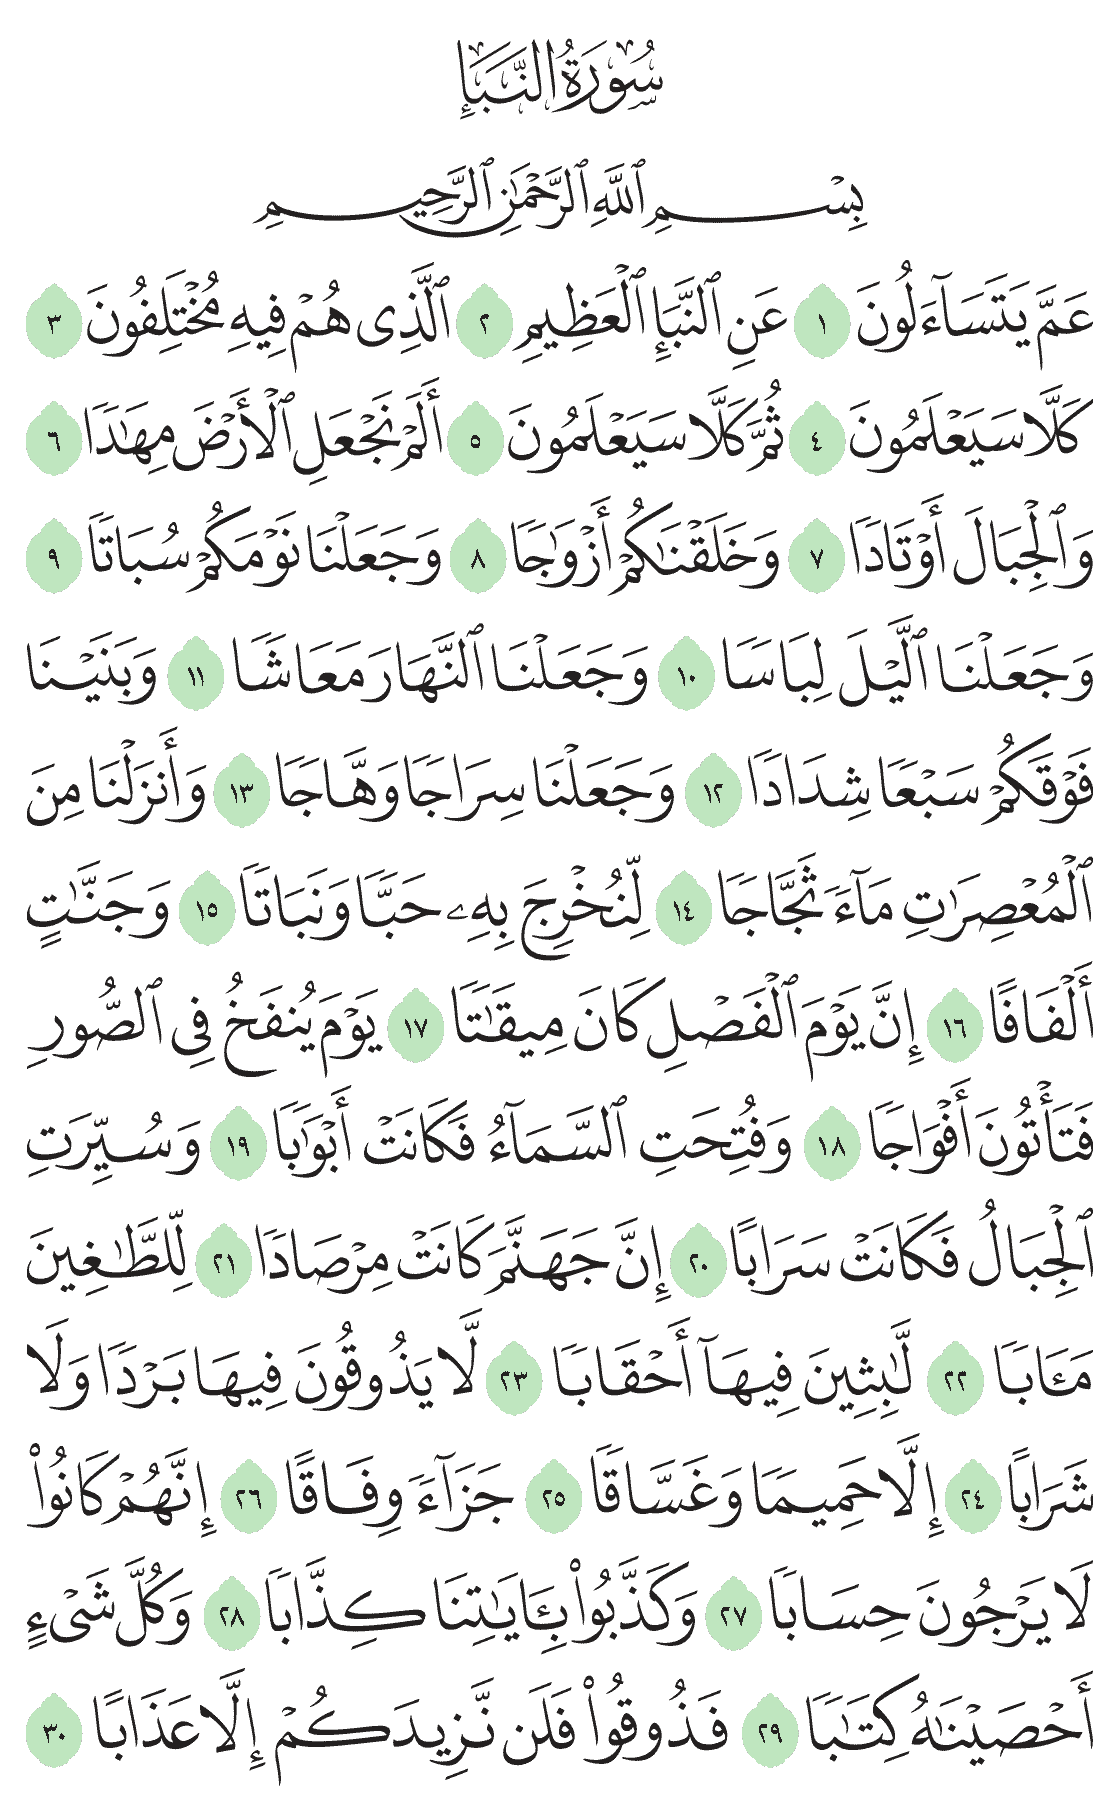 سُورَةُ النَّبَإِ
بِسْمِ ٱللَّهِ ٱلرَّحْمَٰنِ ٱلرَّحِيمِ
عَمَّ يَتَسَآءَلُونَ ١ عَنِ ٱلنَّبَإِ ٱلْعَظِيمِ ٢ ٱلَّذِى هُمْ فِيهِ مُخْتَلِفُونَ ٣
كَلَّا سَيَعْلَمُونَ ٤ ثُمَّ كَلَّا سَيَعْلَمُونَ ٥ أَلَمْ نَجْعَلِ ٱلْأَرْضَ مِهَٰدًا ٦
وَٱلْجِبَالَ أَوْتَادًا ٧ وَخَلَقْنَٰكُمْ أَزْوَٰجًا ٨ وَجَعَلْنَا نَوْمَكُمْ سُبَاتًا ٩
وَجَعَلْنَا ٱلَّيْلَ لِبَاسًا ١٠ وَجَعَلْنَا ٱلنَّهَارَ مَعَاشًا ١١ وَبَنَيْنَا
فَوْقَكُمْ سَبْعًا شِدَادًا ١٢ وَجَعَلْنَا سِرَاجًا وَهَّاجًا ١٣ وَأَنزَلْنَا مِنَ
ٱلْمُعْصِرَٰتِ مَآءً ثَجَّاجًا ١٤ لِّنُخْرِجَ بِهِۦ حَبًّا وَنَبَاتًا ١٥ وَجَنَّٰتٍ
أَلْفَافًا ١٦ إِنَّ يَوْمَ ٱلْفَصْلِ كَانَ مِيقَٰتًا ١٧ يَوْمَ يُنفَخُ فِى ٱلصُّورِ
فَتَأْتُونَ أَفْوَاجًا ١٨ وَفُتِحَتِ ٱلسَّمَآءُ فَكَانَتْ أَبْوَٰبًا ١٩ وَسُيِّرَتِ
ٱلْجِبَالُ فَكَانَتْ سَرَابًا ٢٠ إِنَّ جَهَنَّمَ كَانَتْ مِرْصَادًا ٢١ لِّلطَّٰغِينَ
مَـَٔابًا ٢٢ لَّٰبِثِينَ فِيهَآ أَحْقَابًا ٢٣ لَّا يَذُوقُونَ فِيهَا بَرْدًا وَلَا
شَرَابًا ٢٤ إِلَّا حَمِيمًا وَغَسَّاقًا ٢٥ جَزَآءً وِفَاقًا ٢٦ إِنَّهُمْ كَانُوا۟
لَا يَرْجُونَ حِسَابًا ٢٧ وَكَذَّبُوا۟ بِـَٔايَٰتِنَا كِذَّابًا ٢٨ وَكُلَّ شَىْءٍ
أَحْصَيْنَٰهُ كِتَٰبًا ٢٩ فَذُوقُوا۟ فَلَن نَّزِيدَكُمْ إِلَّا عَذَابًا ٣٠